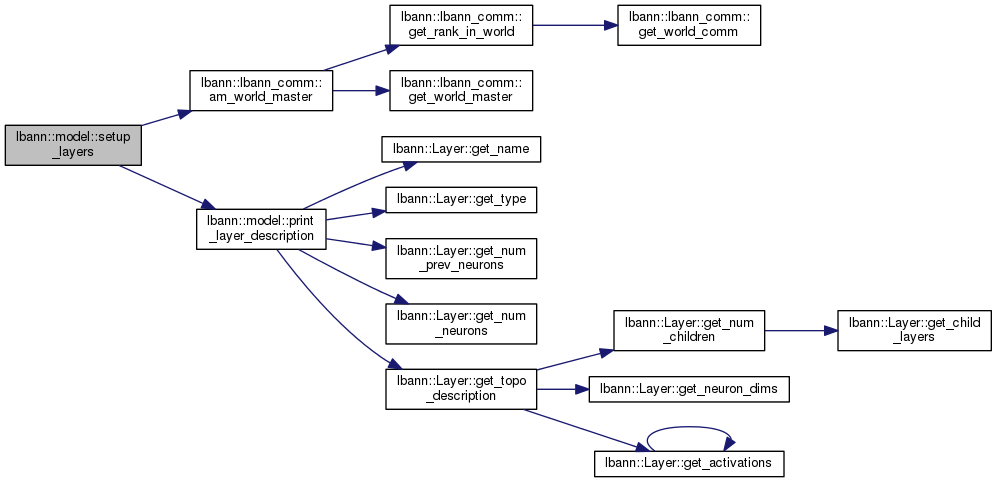 lbann::model::setup
_layers
lbann::lbann_comm::
am_world_master
lbann::lbann_comm::
get_rank_in_world
lbann::lbann_comm::
get_world_comm
lbann::lbann_comm::
get_world_master
lbann::model::print
_layer_description
lbann::Layer::get_name
lbann::Layer::get_type
lbann::Layer::get_num
_prev_neurons
lbann::Layer::get_num
_neurons
lbann::Layer::get_topo
_description
lbann::Layer::get_num
_children
lbann::Layer::get_child
_layers
lbann::Layer::get_neuron_dims
lbann::Layer::get_activations